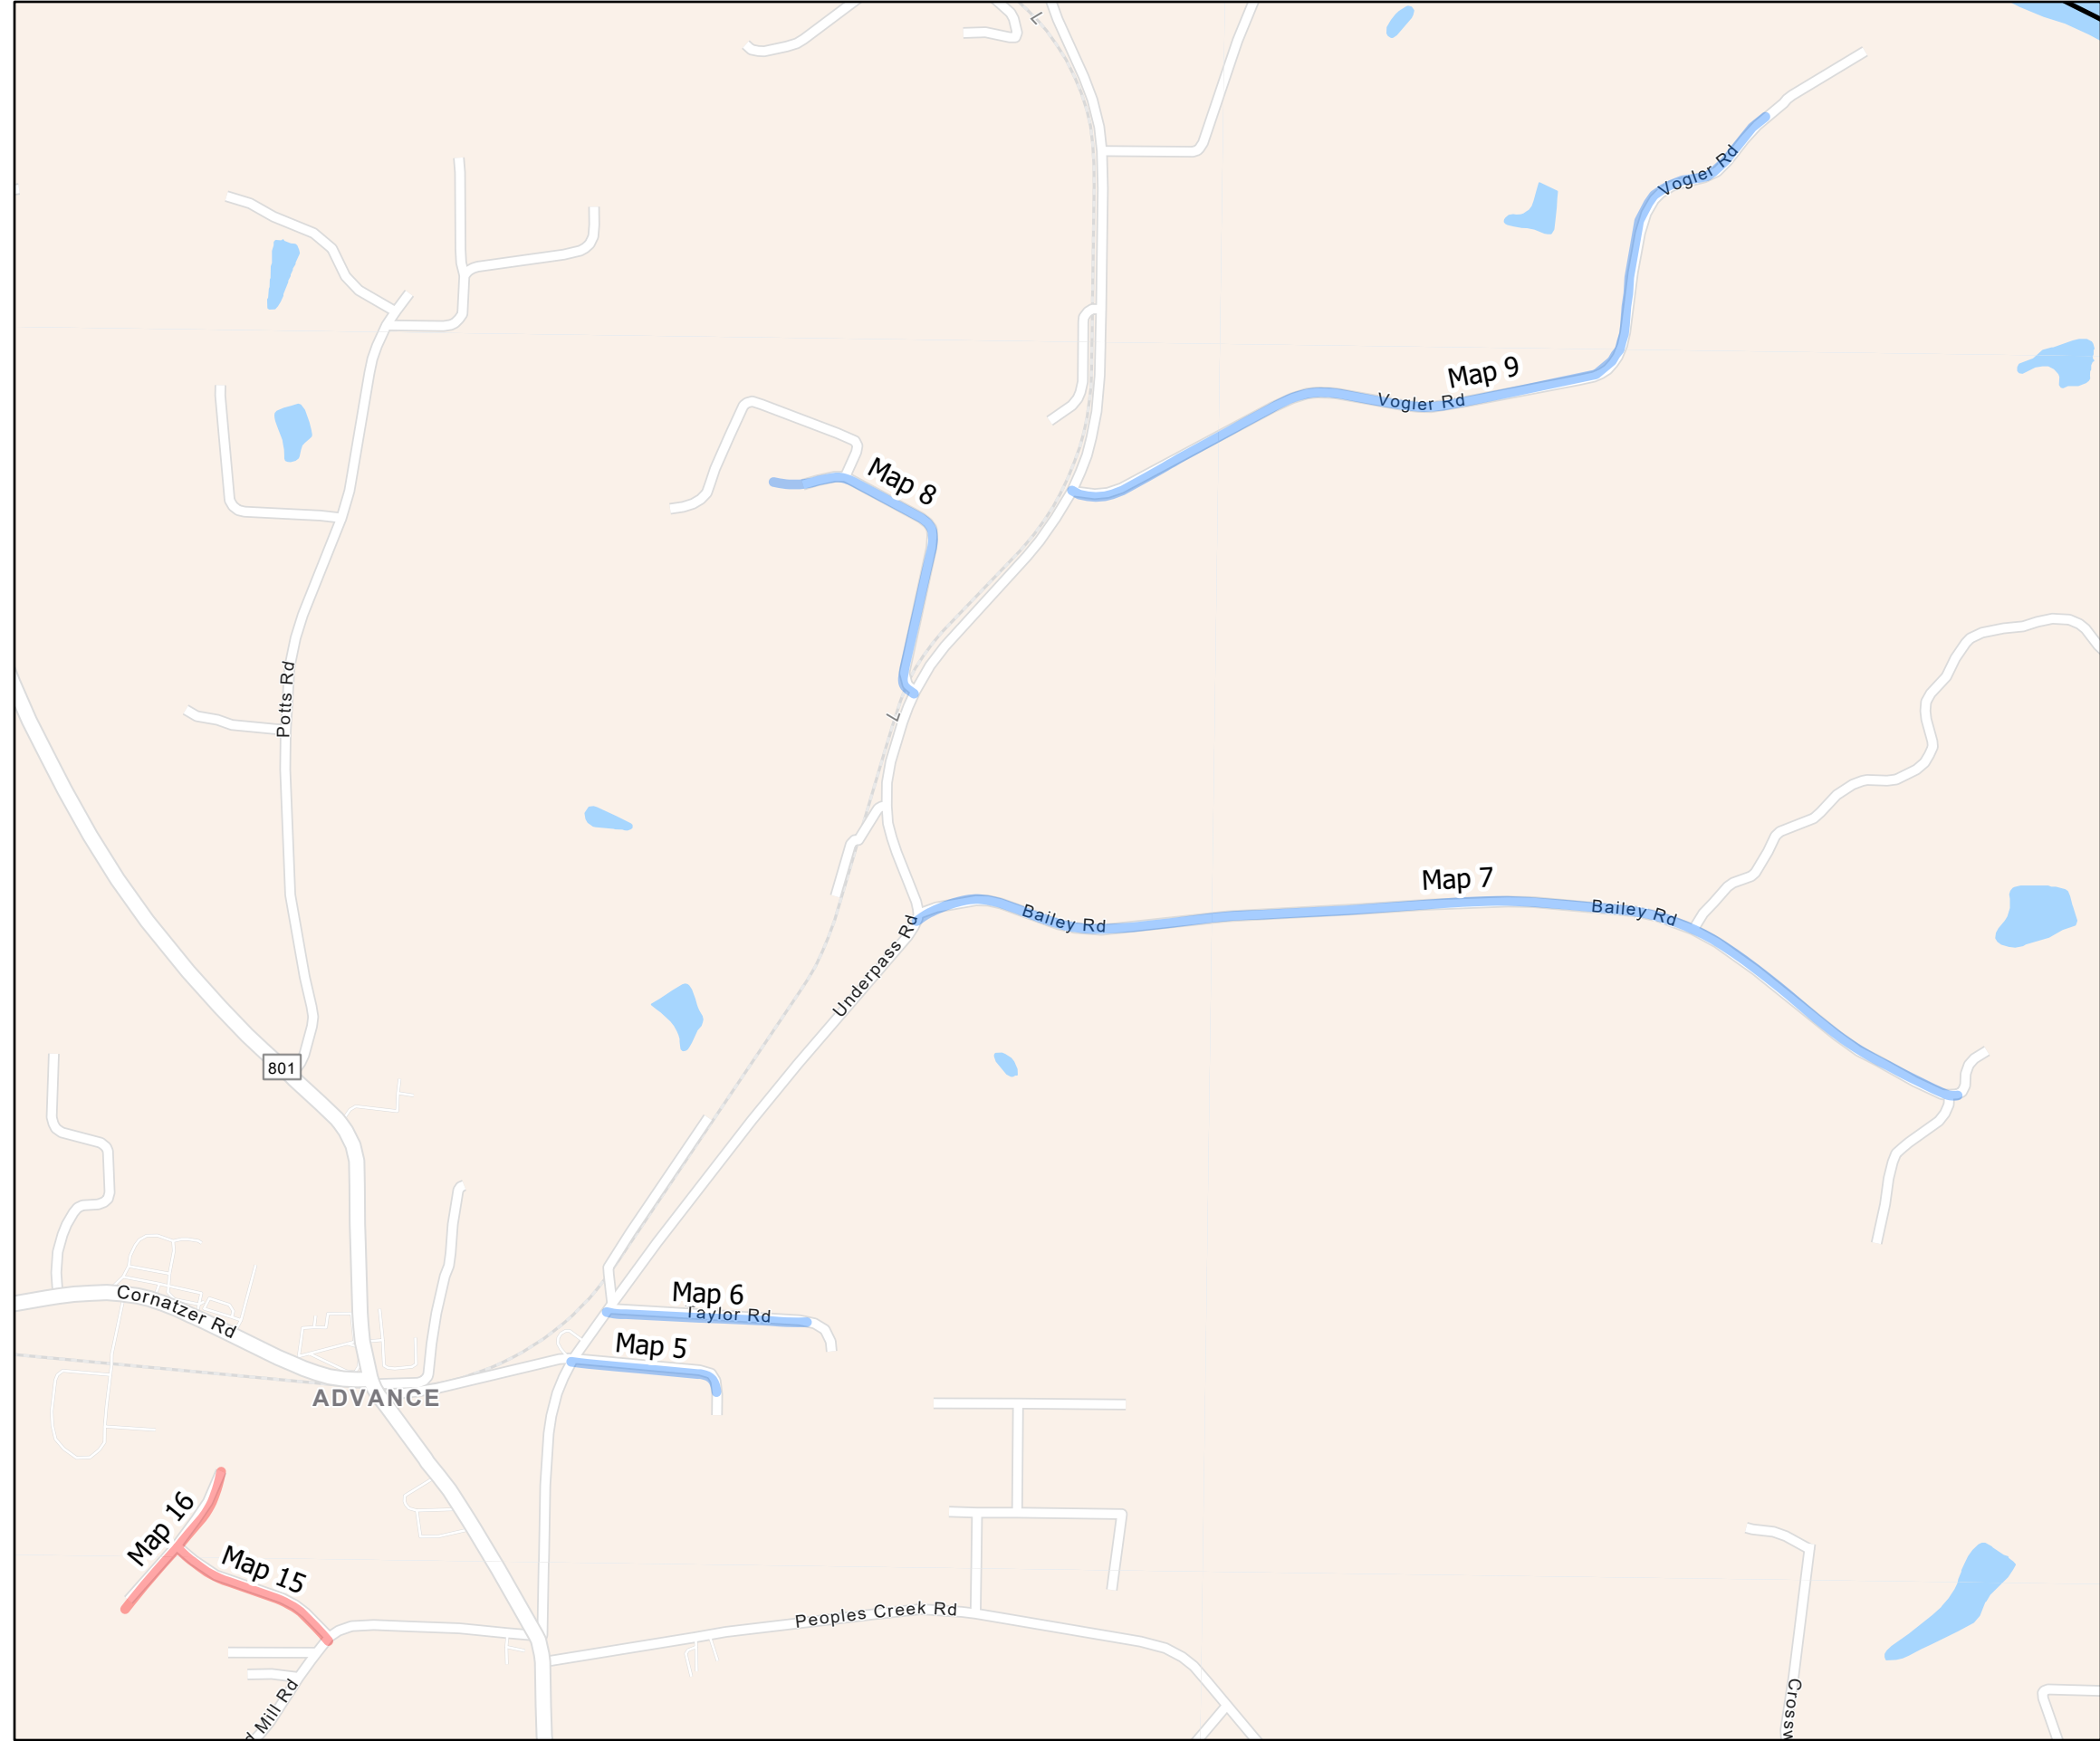 Vogler Rd
Map 9
Vogler Rd
Map 8
Potts Rd
Map 7
Bailey Rd
Bailey Rd
Underpass Rd
801
Map 6
Taylor Rd
Cornatzer Rd
Map 5
ADVANCE
Map 16
Map 15
Peoples Creek Rd
d Mill Rd
Crossw